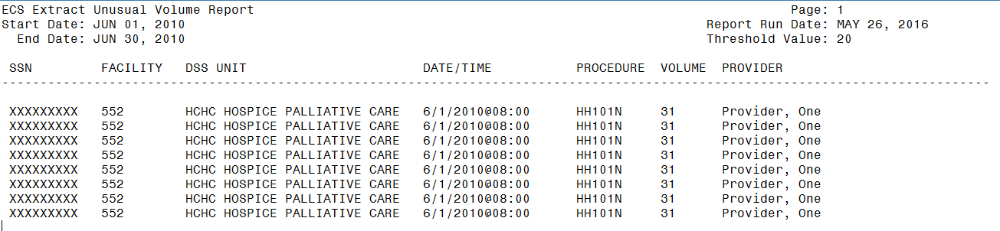 ECS Extract Unusual Volume Report Page: 1
Start Date: JUN 01, 2010 Report Run Date: MAY 26, 2016
End Date: JUN 30, 2010 Threshold Value: 20
SSN FACILITY DSS UNIT DATE/TIME PROCEDURE VOLUME PROVIDER
---------------------------------------------------------------------------------------------------------------------------------
XXXXXXXXX 552 HCHC HOSPICE PALLIATIVE CARE 6/1/2010@08:00 HH101N 31 Provider, One
XXXXXXXXX 552 HCHC HOSPICE PALLIATIVE CARE 6/1/2010@08:00 HH101N 31 Provider, One
XXXXXXXXX 552 HCHC HOSPICE PALLIATIVE CARE 6/1/2010@08:00 HH101N 31 Provider, One
XXXXXXXXX 552 HCHC HOSPICE PALLIATIVE CARE 6/1/2010@08:00 HH101N 31 Provider, One
XXXXXXXXX 552 HCHC HOSPICE PALLIATIVE CARE 6/1/2010@08:00 HH101N 31 Provider, One
XXXXXXXXX 552 HCHC HOSPICE PALLIATIVE CARE 6/1/2010@08:00 HH101N 31 Provider, One
XXXXXXXXX 552 HCHC HOSPICE PALLIATIVE CARE 6/1/2010@08:00 HH101N 31 Provider, One
XXXXXXXXX 552 HCHC HOSPICE PALLIATIVE CARE 6/1/2010@08:00 HH101N 31 Provider, One